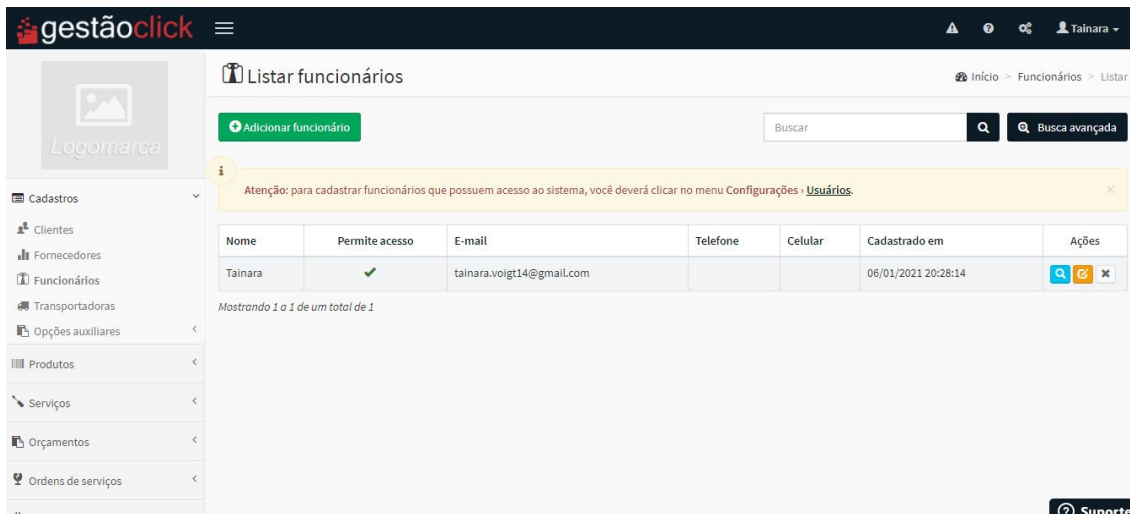 gestãoclick
Tainara
Logomarca
Listar funcionários
Início > Funcionários > Listar
Adicionar funcionário
Buscar
Busca avançada
i
Atenção: para cadastrar funcionários que possuem acesso ao sistema, você deverá clicar no menu Configurações › Usuários.
×
Cadastros
Clientes
Fornecedores
Funcionários
Transportadoras
Opções auxiliares
Produtos
Serviços
Orçamentos
Ordens de serviços
Nome Permite acesso E-mail Telefone Celular Cadastrado em Ações
Tainara tainara.voigt14@gmail.com 06/01/2021 20:28:14
Mostrando 1 a 1 de um total de 1
Suporte